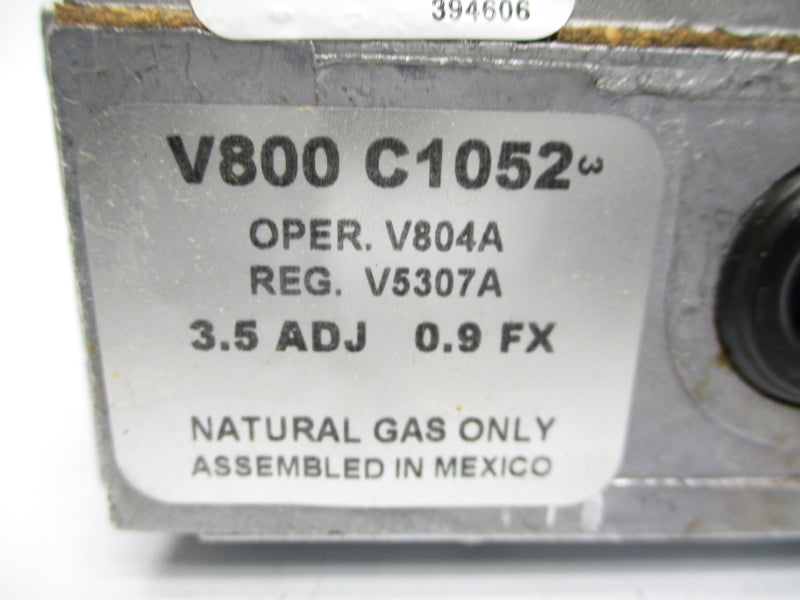 394606
V800 C1052 3
OPER. V804A
REG. V5307A
3.5 ADJ 0.9 FX
NATURAL GAS ONLY
ASSEMBLED IN MEXICO